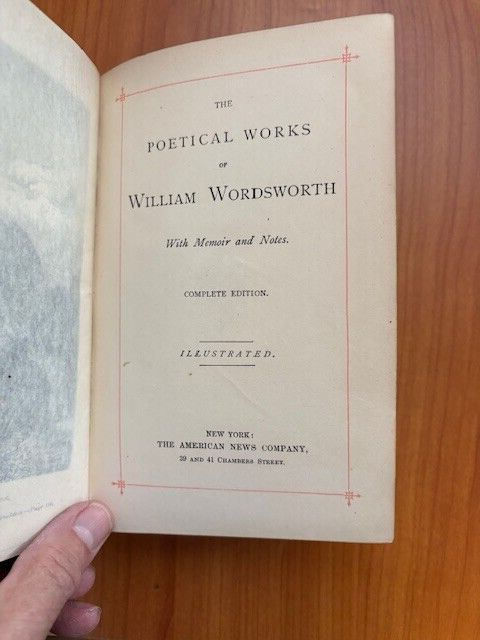 THE
POETICAL WORKS
OF
WILLIAM WORDSWORTH
With Memoir and Notes.
COMPLETE EDITION.
ILLUSTRATED.
NEW YORK:
THE AMERICAN NEWS COMPANY,
39 AND 41 CHAMBERS STREET.